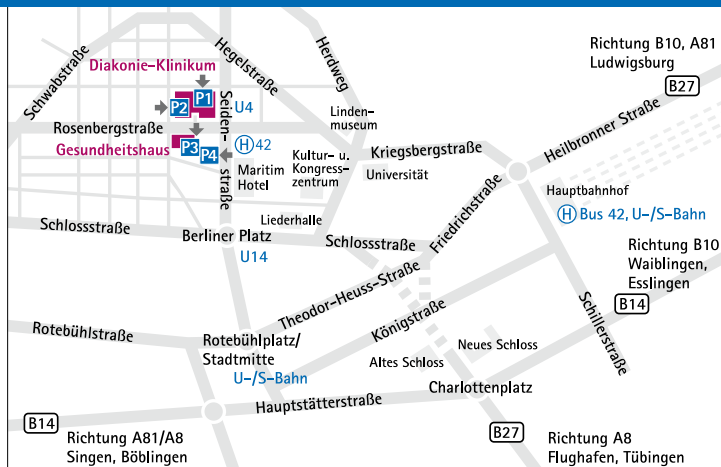 Schwabstraße
Hegelstraße
Herdweg
Richtung B10, A81
Ludwigsburg
B27
Diakonie-Klinikum
P1
P2
Seiden-
straße
U4
Linden-
museum
Heilbronner Straße
Rosenbergstraße
H 42
Gesundheitshaus
P3
P4
Maritim
Hotel
Kultur- u.
Kongress-
zentrum
Kriegsbergstraße
Universität
Friedrichstraße
Hauptbahnhof
H Bus 42, U-/S-Bahn
Liederhalle
Schlossstraße
Berliner Platz
Schlossstraße
U14
Richtung B10
Waiblingen,
Esslingen
B14
Theodor-Heuss-Straße
Schillerstraße
Rotebühlstraße
Rotebühlplatz/
Stadtmitte
U-/S-Bahn
Königstraße
Neues Schloss
Altes Schloss
Charlottenplatz
Hauptstätterstraße
B14
Richtung A81/A8
Singen, Böblingen
B27
Richtung A8
Flughafen, Tübingen